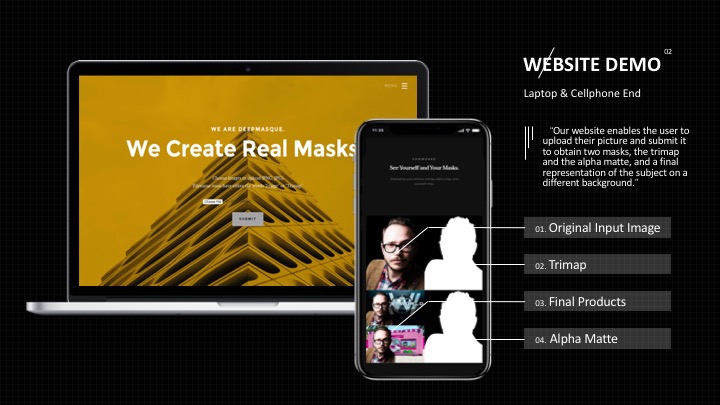 02
WEBSITE DEMO
Laptop & Cellphone End
"Our website enables the user to
upload their picture and submit it
to obtain two masks, the trimap
and the alpha matte, and a final
representation of the subject on a
different background."
MENU
WE ARE DEEPMASQUE.
We Create Real Masks
Choose File
SUBMIT
See Yourself and Your Masks.
01. Original Input Image
02. Trimap
03. Final Products
04. Alpha Matte